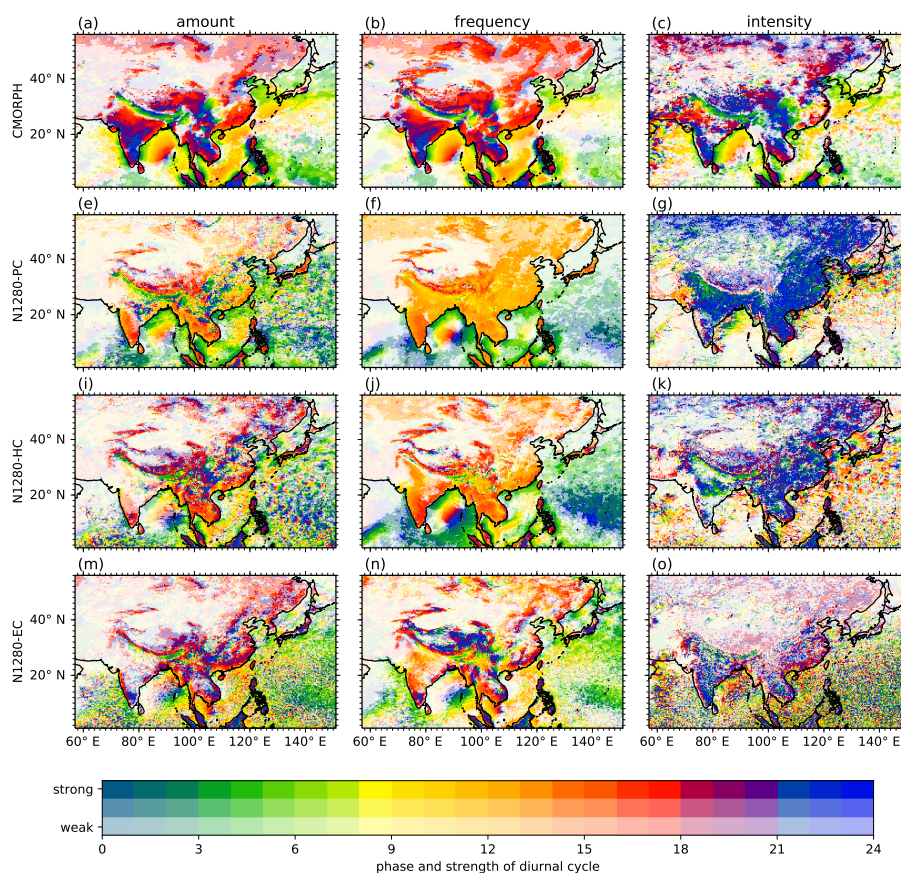 amount frequency intensity
(a) (b) (c)
CMORPH
40° N
20° N
(e) (f) (g)
N1280-PC
40° N
20° N
(i) (j) (k)
N1280-HC
40° N
20° N
(m) (n) (o)
N1280-EC
40° N
20° N
60° E 80° E 100° E 120° E 140° E 60° E 80° E 100° E 120° E 140° E 60° E 80° E 100° E 120° E 140° E
strong
weak
0 3 6 9 12 15 18 21 24
phase and strength of diurnal cycle